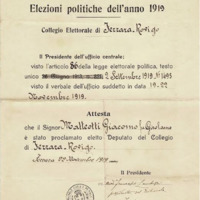 Elezioni politiche dell'anno 1919
Collegio Elettorale di Ferrara-Rovigo
Il Presidente dell'ufficio centrale;
visto l'articolo 86 della legge elettorale politica, testo
unico 2 Settembre 1919 N. 1495
visto il verbale dell'ufficio suddetto in data 19-22
Novembre 1919.
Attesta
che il Signor Matteotti Giacomo fu Girolamo
è stato proclamato eletto Deputato del Collegio
di Ferrara-Rovigo
Ferrara 22 Novembre 1919
Il Presidente